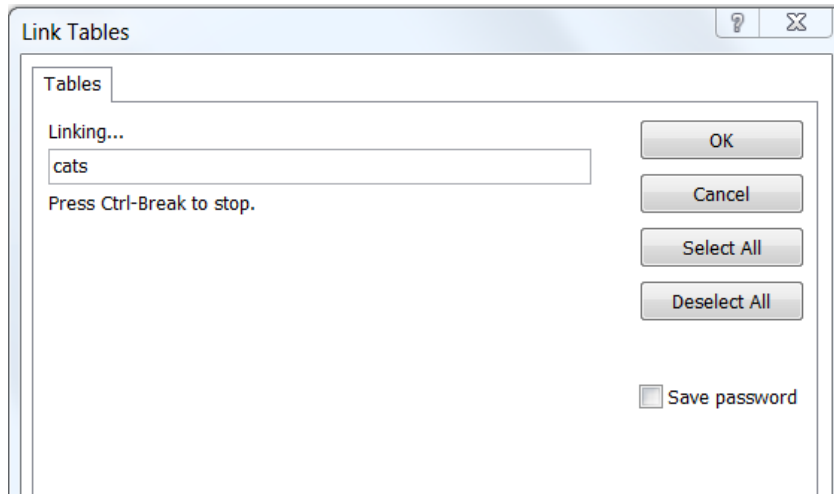 Link Tables
Tables
Linking...
cats
Press Ctrl-Break to stop.
OK
Cancel
Select All
Deselect All
Save password